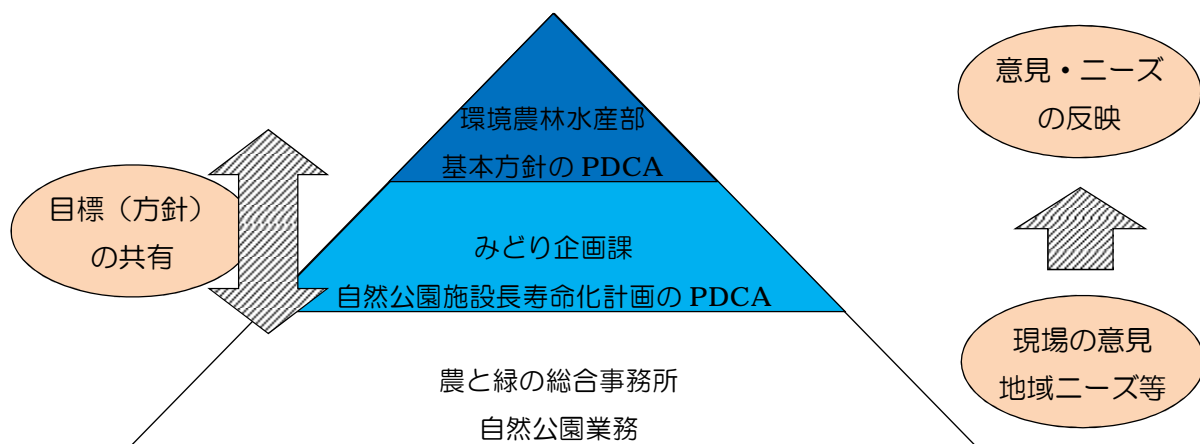 環境農林水産部
基本方針の PDCA
みどり企画課
自然公園施設長寿命化計画の PDCA
農と緑の総合事務所
自然公園業務
目標（方針）
の共有
意見・ニーズ
の反映
現場の意見
地域ニーズ等